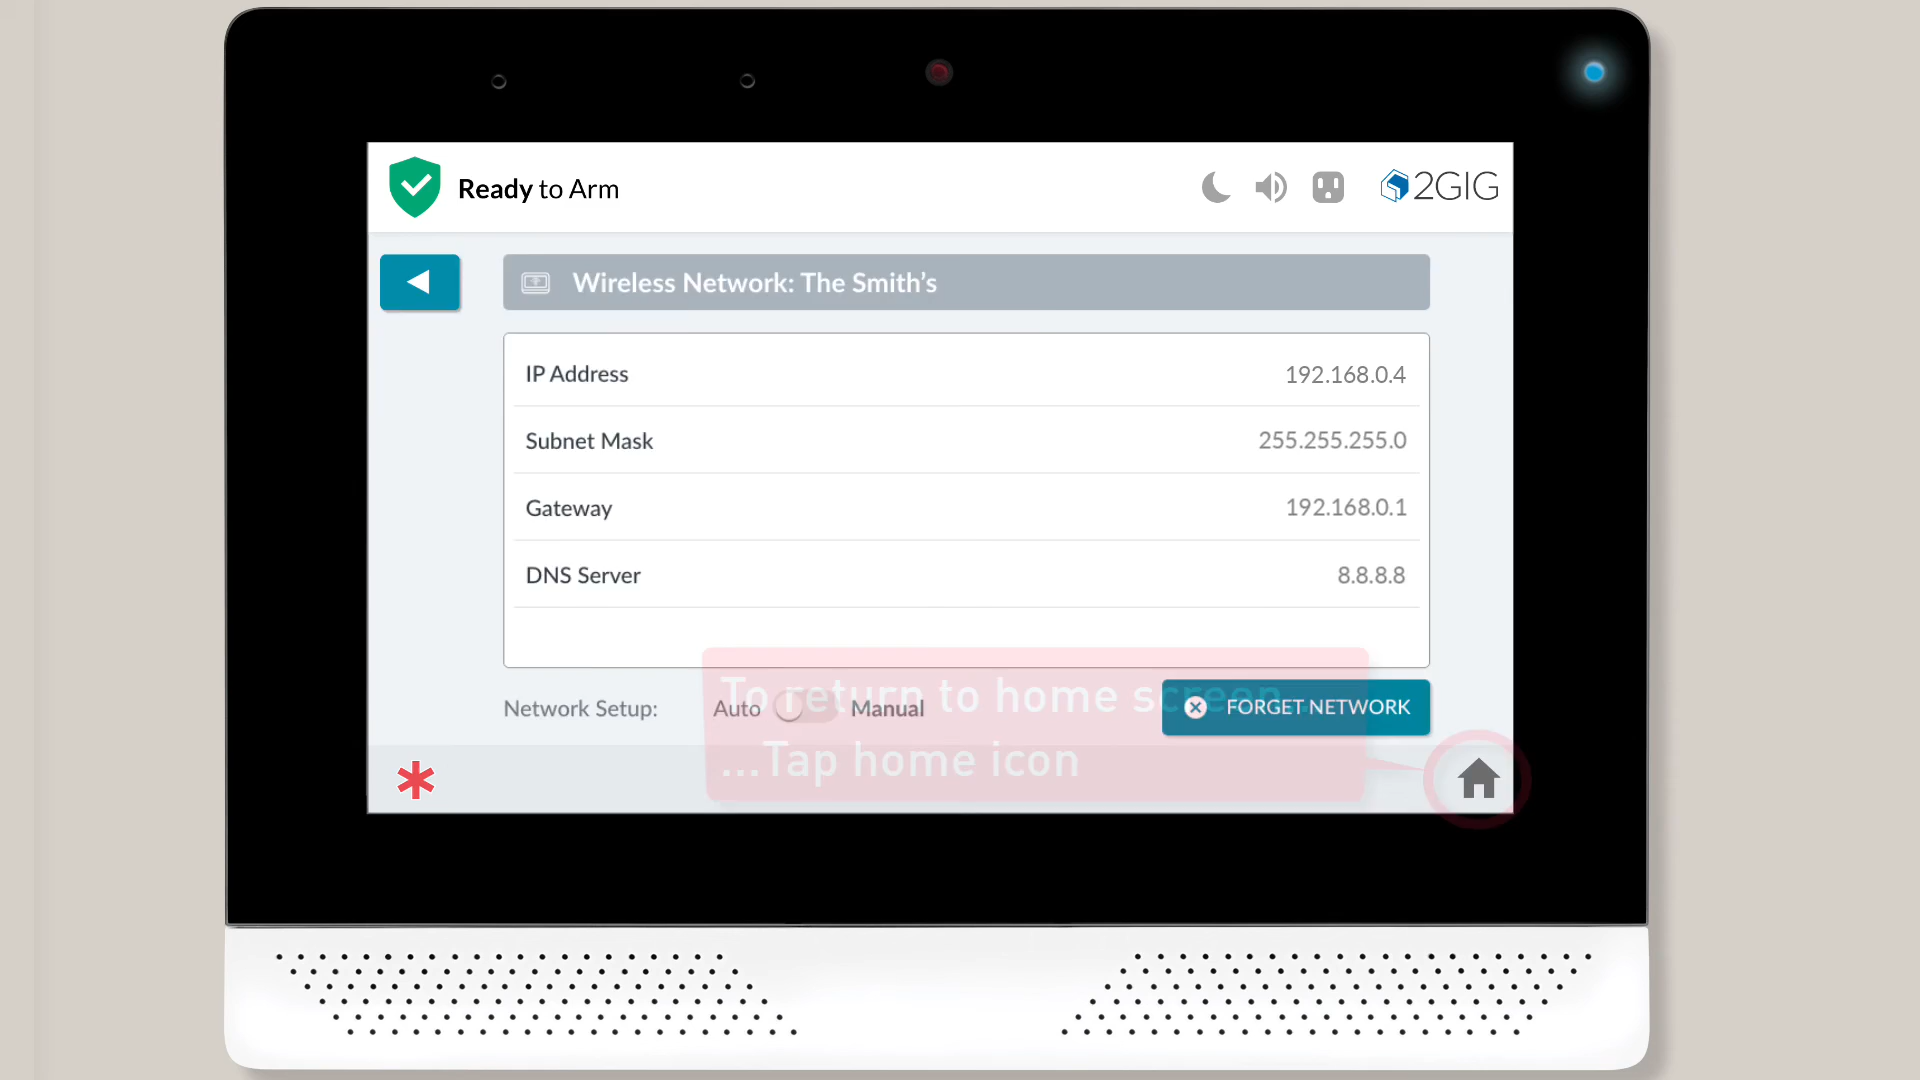 Ready to Arm
2GIG
Wireless Network: The Smith’s
IP Address 192.168.0.4
Subnet Mask 255.255.255.0
Gateway 192.168.0.1
DNS Server 8.8.8.8
To return to home screen...
...Tap home icon
Network Setup: Auto Manual
FORGET NETWORK